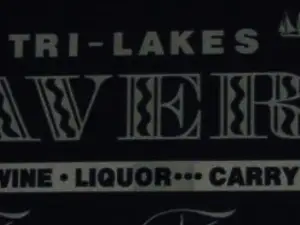 TRI-LAKES
AVER
WINE • LIQUOR••• CARRY